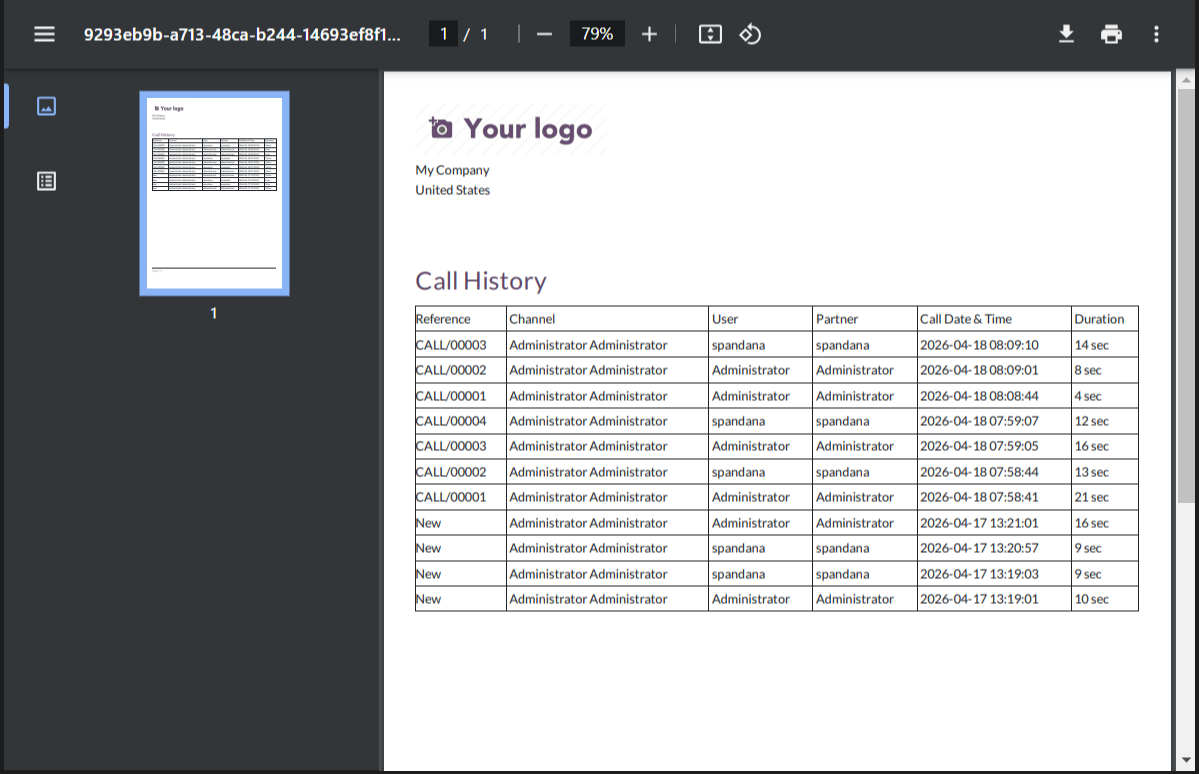 9293eb9b-a713-48ca-b244-14693ef8f1...
1 / 1
79%
1
Your logo
My Company
United States
Call History
Reference Channel User Partner Call Date & Time Duration
CALL/00003 Administrator Administrator spandana spandana 2026-04-18 08:09:10 14 sec
CALL/00002 Administrator Administrator Administrator Administrator 2026-04-18 08:09:01 8 sec
CALL/00001 Administrator Administrator Administrator Administrator 2026-04-18 08:08:44 4 sec
CALL/00004 Administrator Administrator spandana spandana 2026-04-18 07:59:07 12 sec
CALL/00003 Administrator Administrator Administrator Administrator 2026-04-18 07:59:05 16 sec
CALL/00002 Administrator Administrator spandana spandana 2026-04-18 07:58:44 13 sec
CALL/00001 Administrator Administrator Administrator Administrator 2026-04-18 07:58:41 21 sec
New Administrator Administrator Administrator Administrator 2026-04-17 13:21:01 16 sec
New Administrator Administrator spandana spandana 2026-04-17 13:20:57 9 sec
New Administrator Administrator spandana spandana 2026-04-17 13:19:03 9 sec
New Administrator Administrator Administrator Administrator 2026-04-17 13:19:01 10 sec